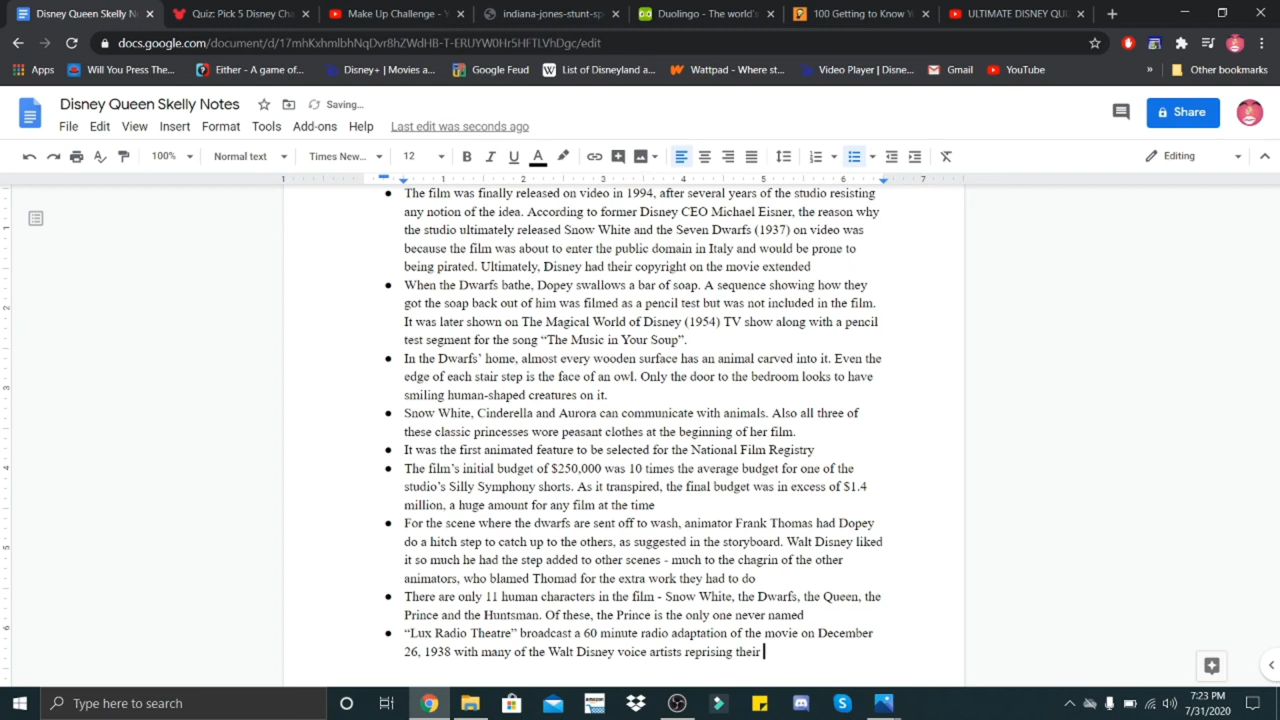 Disney Queen Skelly No
Quiz: Pick 5 Disney Cha
Make Up Challenge - Y
indiana-jones-stunt-sp
Duolingo - The world's
100 Getting to Know Y
ULTIMATE DISNEY QU
docs.google.com/document/d/17mhKxhmlbhNqDvr8hZWdHB-T-ERUYW0Hr5HFTLVhDgc/edit
Apps
Will You Press The...
Either - A game of...
Disney+ | Movies a...
Google Feud
List of Disneyland a...
Wattpad - Where st...
Video Player | Disne...
Gmail
YouTube
»
Other bookmarks
Disney Queen Skelly Notes
Saving...
Share
File Edit View Insert Format Tools Add-ons Help Last edit was seconds ago
100% Normal text Times New... 12 B I U A Editing
1 1 2 3 4 5 6 7
The film was finally released on video in 1994, after several years of the studio resisting
any notion of the idea. According to former Disney CEO Michael Eisner, the reason why
the studio ultimately released Snow White and the Seven Dwarfs (1937) on video was
because the film was about to enter the public domain in Italy and would be prone to
being pirated. Ultimately, Disney had their copyright on the movie extended
When the Dwarfs bathe, Dopey swallows a bar of soap. A sequence showing how they
got the soap back out of him was filmed as a pencil test but was not included in the film.
It was later shown on The Magical World of Disney (1954) TV show along with a pencil
test segment for the song “The Music in Your Soup”.
In the Dwarfs’ home, almost every wooden surface has an animal carved into it. Even the
edge of each stair step is the face of an owl. Only the door to the bedroom looks to have
smiling human-shaped creatures on it.
Snow White, Cinderella and Aurora can communicate with animals. Also all three of
these classic princesses wore peasant clothes at the beginning of her film.
It was the first animated feature to be selected for the National Film Registry
The film’s initial budget of $250,000 was 10 times the average budget for one of the
studio’s Silly Symphony shorts. As it transpired, the final budget was in excess of $1.4
million, a huge amount for any film at the time
For the scene where the dwarfs are sent off to wash, animator Frank Thomas had Dopey
do a hitch step to catch up to the others, as suggested in the storyboard. Walt Disney liked
it so much he had the step added to other scenes - much to the chagrin of the other
animators, who blamed Thomad for the extra work they had to do
There are only 11 human characters in the film - Snow White, the Dwarfs, the Queen, the
Prince and the Huntsman. Of these, the Prince is the only one never named
“Lux Radio Theatre” broadcast a 60 minute radio adaptation of the movie on December
26, 1938 with many of the Walt Disney voice artists reprising their
Type here to search
7:23 PM
7/31/2020